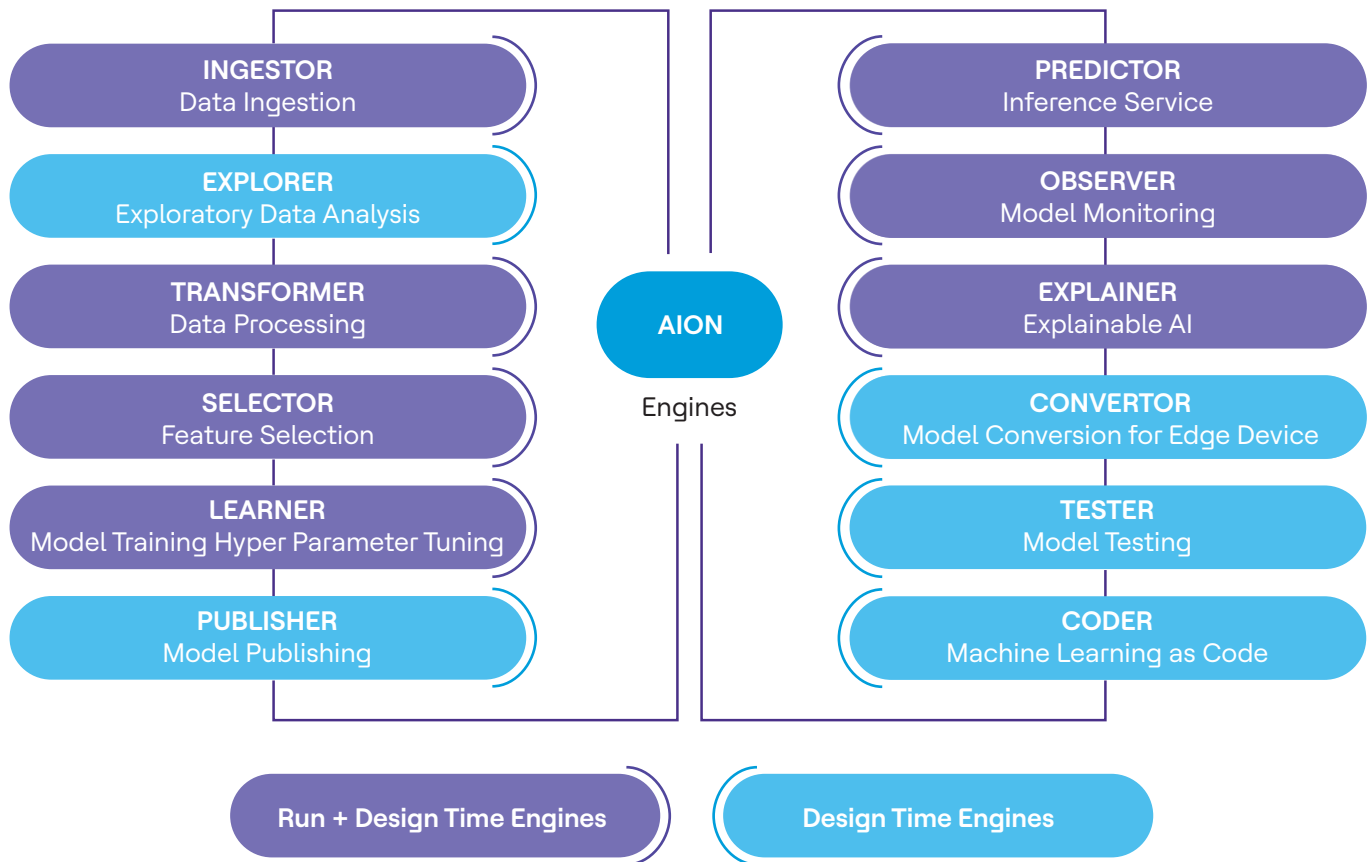 INGESTOR
Data Ingestion
EXPLORER
Exploratory Data Analysis
TRANSFORMER
Data Processing
SELECTOR
Feature Selection
LEARNER
Model Training Hyper Parameter Tuning
PUBLISHER
Model Publishing
AION
Engines
PREDICTOR
Inference Service
OBSERVER
Model Monitoring
EXPLAINER
Explainable AI
CONVERTOR
Model Conversion for Edge Device
TESTER
Model Testing
CODER
Machine Learning as Code
Run + Design Time Engines
Design Time Engines